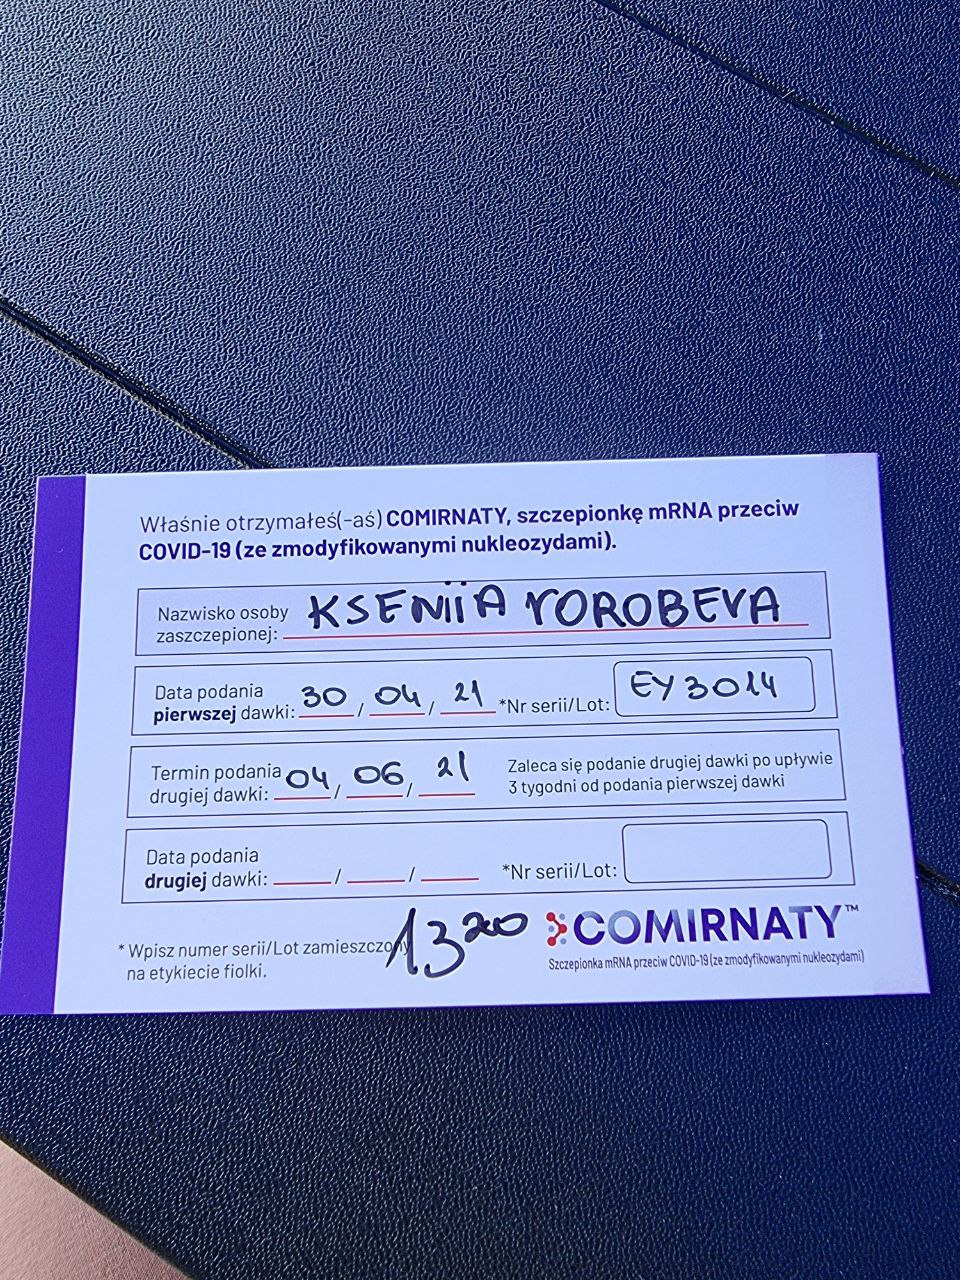 Właśnie otrzymałeś(-aś) COMIRNATY, szczepionkę mRNA przeciw
COVID-19 (ze zmodyfikowanymi nukleozydami).
Nazwisko osoby
zaszczepionej: KSENIIA VOROBEVA
Data podania
pierwszej dawki: 30 / 04 / 21 *Nr serii/Lot: EY3014
Termin podania
drugiej dawki: 04 / 06 / 21
Zaleca się podanie drugiej dawki po upływie
3 tygodni od podania pierwszej dawki
Data podania
drugiej dawki: / / *Nr serii/Lot:
* Wpisz numer serii/Lot zamieszczony
na etykiecie fiolki.
13 20
COMIRNATY™
Szczepionka mRNA przeciw COVID-19 (ze zmodyfikowanymi nukleozydami)